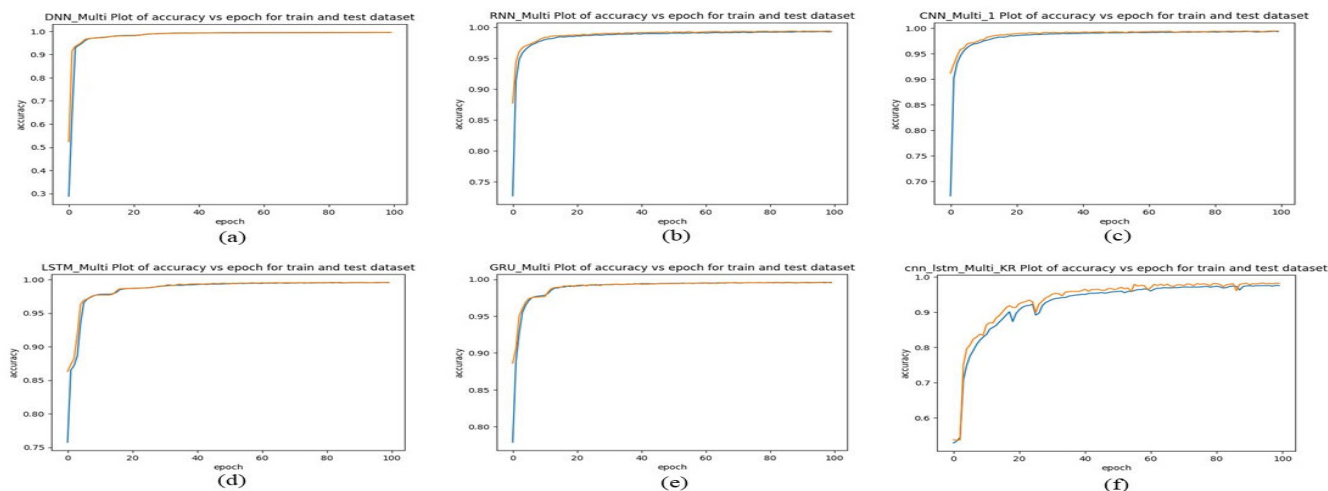 DNN_Multi Plot of accuracy vs epoch for train and test dataset
accuracy
1.0
0.9
0.8
0.7
0.6
0.5
0.4
0.3
0 20 40 60 80 100
epoch
(a)
RNN_Multi Plot of accuracy vs epoch for train and test dataset
accuracy
1.00
0.95
0.90
0.85
0.80
0.75
0 20 40 60 80 100
epoch
(b)
CNN_Multi_1 Plot of accuracy vs epoch for train and test dataset
accuracy
1.00
0.95
0.90
0.85
0.80
0.75
0.70
0 20 40 60 80 100
epoch
(c)
LSTM_Multi Plot of accuracy vs epoch for train and test dataset
accuracy
1.00
0.95
0.90
0.85
0.80
0.75
0 20 40 60 80 100
epoch
(d)
GRU_Multi Plot of accuracy vs epoch for train and test dataset
accuracy
1.00
0.95
0.90
0.85
0.80
0.75
0 20 40 60 80 100
epoch
(e)
cnn_lstm_Multi_KR Plot of accuracy vs epoch for train and test dataset
accuracy
1.0
0.9
0.8
0.7
0.6
0 20 40 60 80 100
epoch
(f)